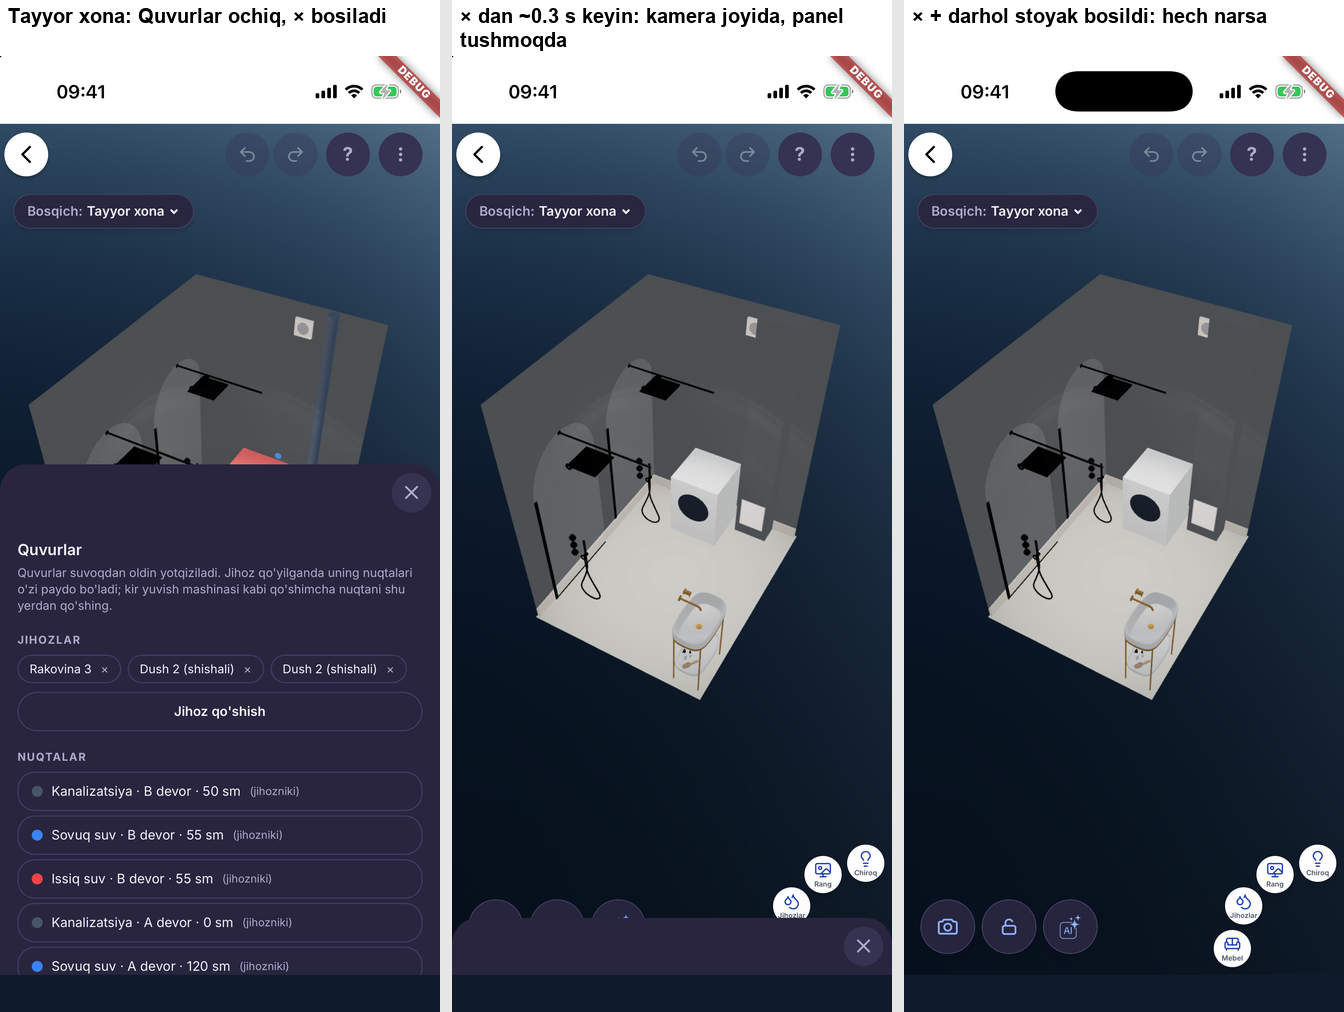 Tayyor xona: Quvurlar ochiq, × bosiladi
09:41
DEBUG
?
Bosqich: Tayyor xona
Quvurlar
Quvurlar suvoqdan oldin yotqiziladi. Jihoz qo'yilganda uning nuqtalari
o'zi paydo bo'ladi; kir yuvish mashinasi kabi qo'shimcha nuqtani shu
yerdan qo'shing.
JIHOZLAR
Rakovina 3 × Dush 2 (shishali) × Dush 2 (shishali) ×
Jihoz qo'shish
NUQTALAR
Kanalizatsiya · B devor · 50 sm (jihozniki)
Sovuq suv · B devor · 55 sm (jihozniki)
Issiq suv · B devor · 55 sm (jihozniki)
Kanalizatsiya · A devor · 0 sm (jihozniki)
Sovuq suv · A devor · 120 sm (jihozniki)
× dan ~0.3 s keyin: kamera joyida, panel
tushmoqda
09:41
DEBUG
?
Bosqich: Tayyor xona
Chiroq
Rang
Jihozlar
× + darhol stoyak bosildi: hech narsa
09:41
DEBUG
?
Bosqich: Tayyor xona
Chiroq
Rang
Jihozlar
AI
Mebel